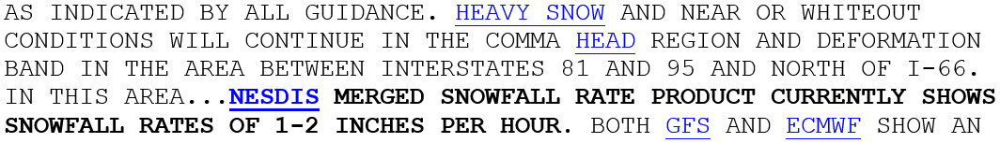 AS INDICATED BY ALL GUIDANCE. HEAVY SNOW AND NEAR OR WHITEOUT
CONDITIONS WILL CONTINUE IN THE COMMA HEAD REGION AND DEFORMATION
BAND IN THE AREA BETWEEN INTERSTATES 81 AND 95 AND NORTH OF I-66.
IN THIS AREA...NESDIS MERGED SNOWFALL RATE PRODUCT CURRENTLY SHOWS
SNOWFALL RATES OF 1-2 INCHES PER HOUR. BOTH GFS AND ECMWF SHOW AN